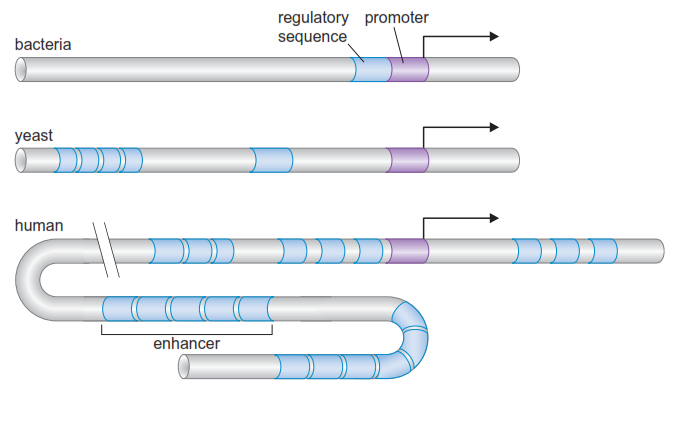 regulatory promoter
sequence
bacteria
yeast
human
enhancer